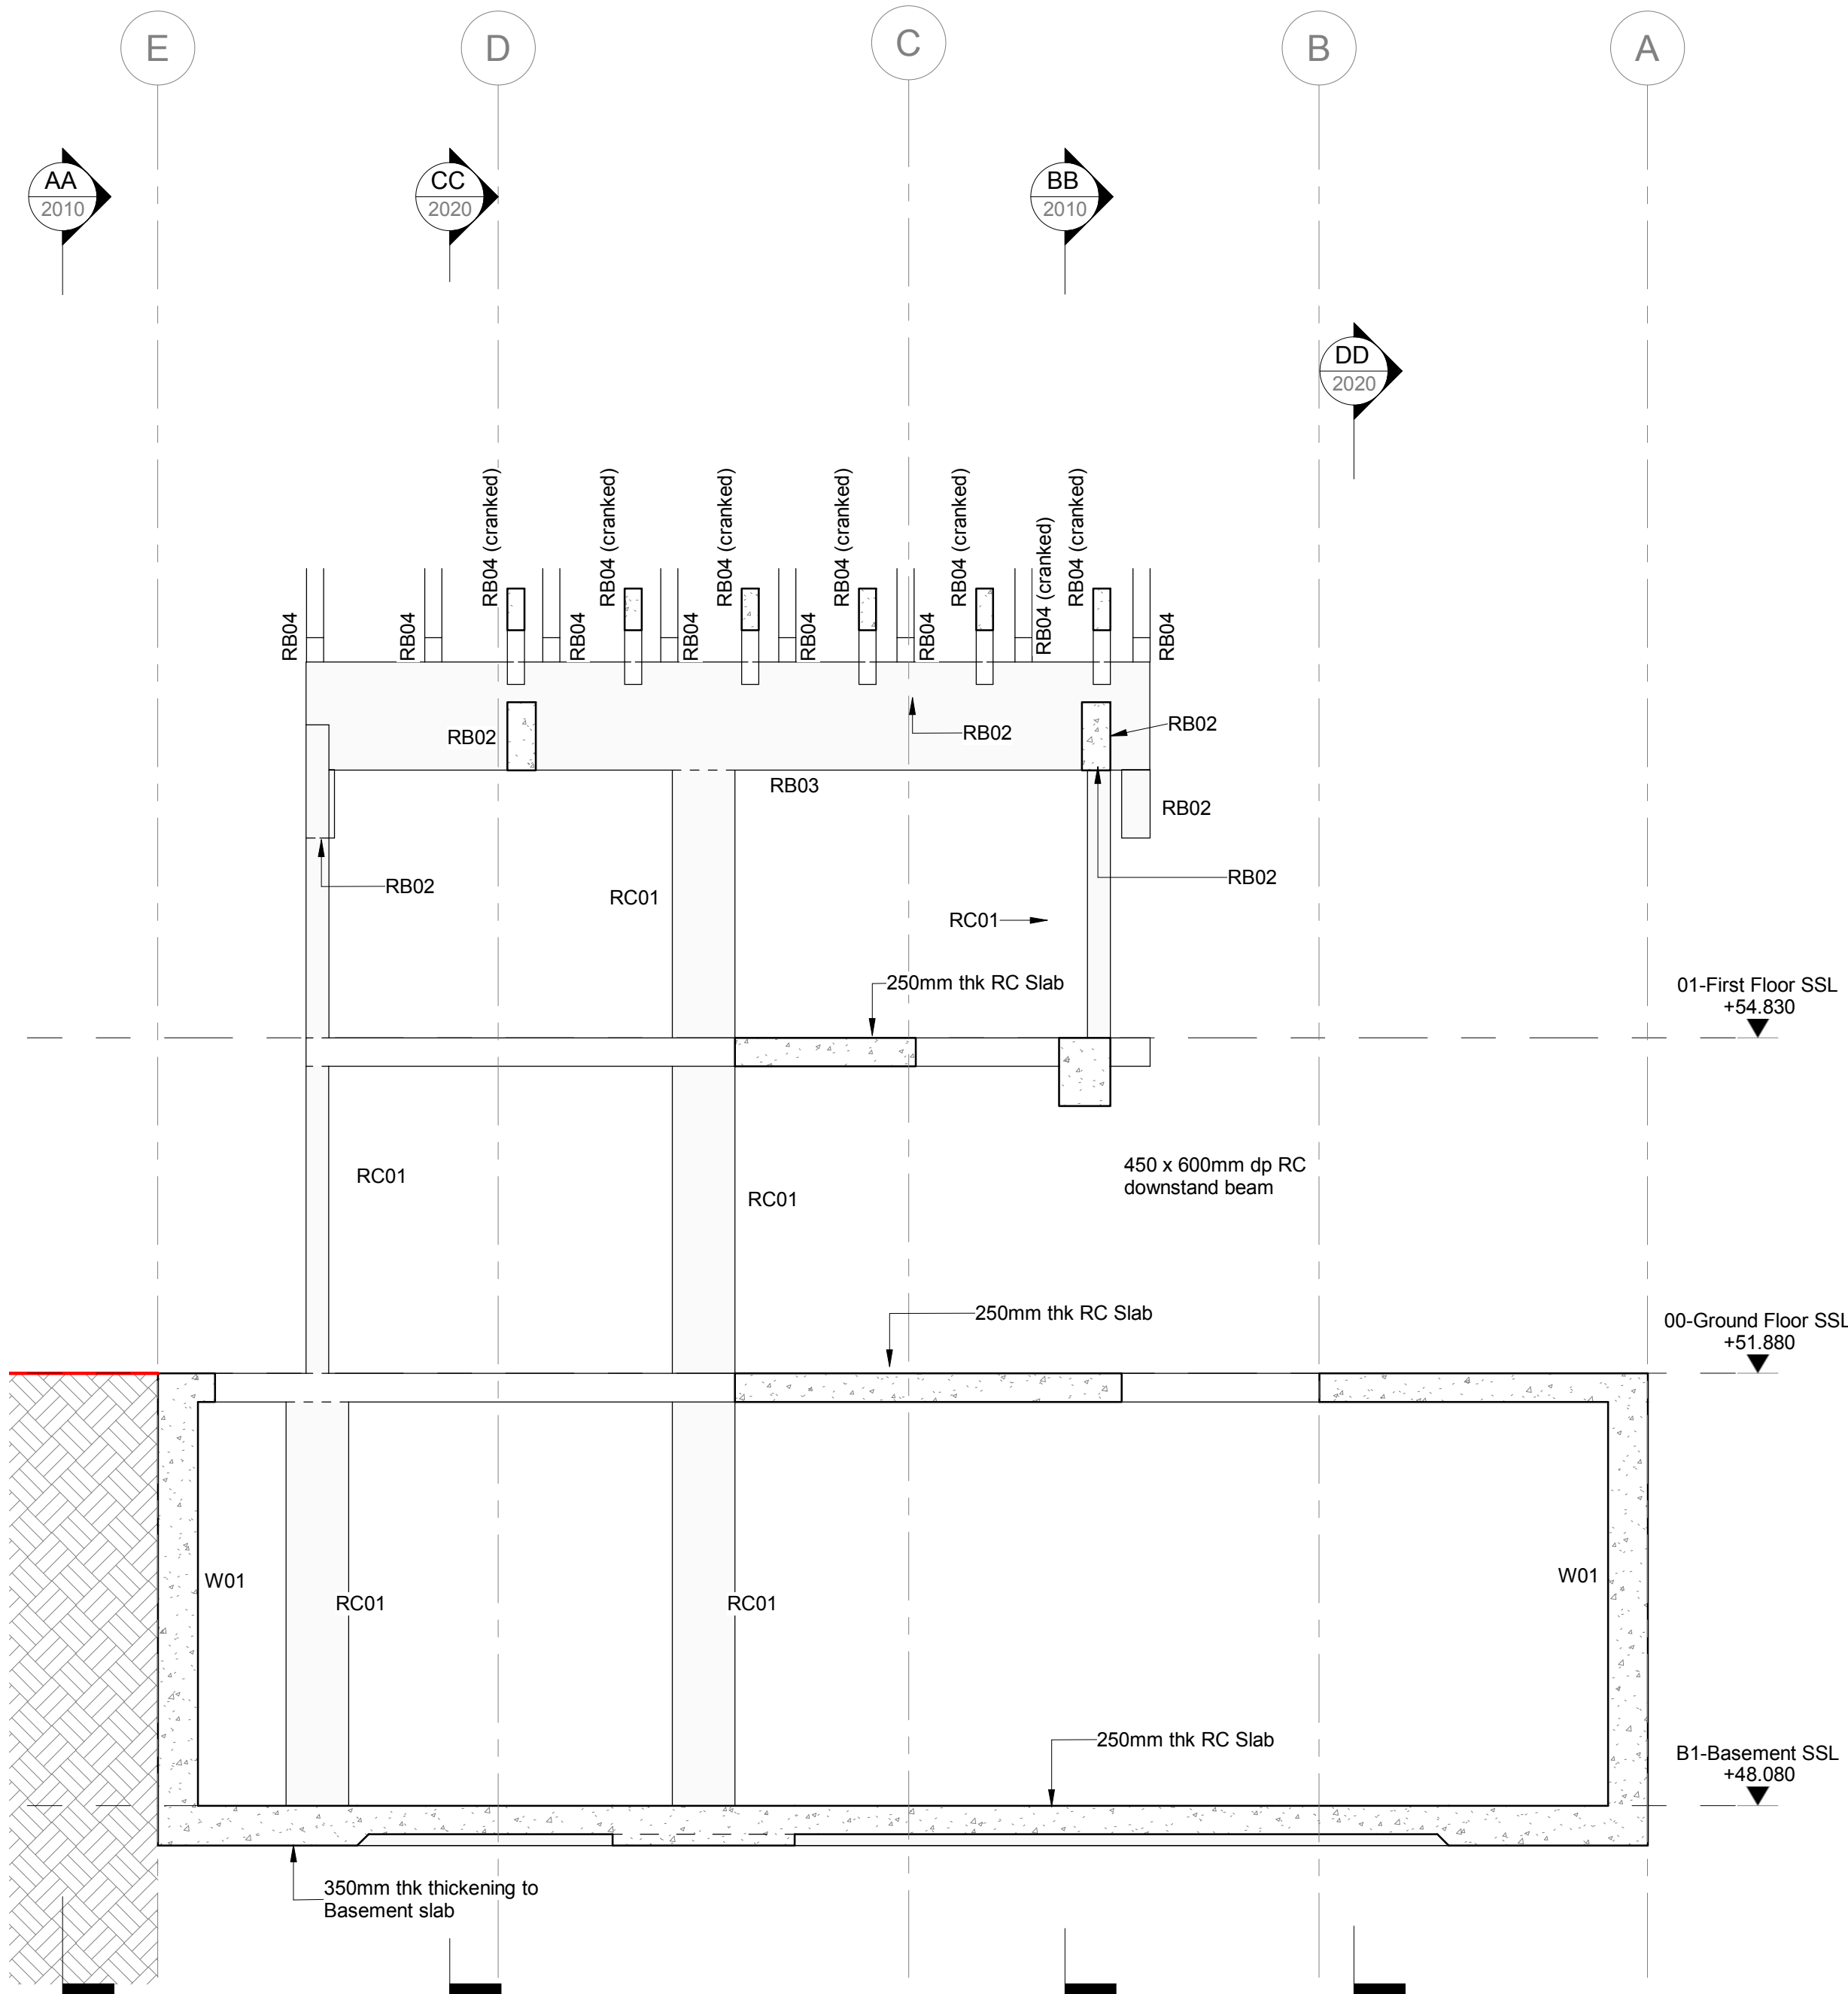 E
D
C
B
A
AA
2010
CC
2020
BB
2010
DD
2020
RB04 (cranked)
RB04 (cranked)
RB04 (cranked)
RB04 (cranked)
RB04 (cranked)
RB04 (cranked)
RB04 (cranked)
RB04
RB04
RB04
RB04
RB04
RB04
RB04
RB02
RB02
RB02
RB03
RB02
RB02
RB02
RC01
RC01
250mm thk RC Slab
01-First Floor SSL
+54.830
RC01
RC01
450 x 600mm dp RC
downstand beam
250mm thk RC Slab
00-Ground Floor SSL
+51.880
W01
W01
RC01
RC01
250mm thk RC Slab
B1-Basement SSL
+48.080
350mm thk thickening to
Basement slab